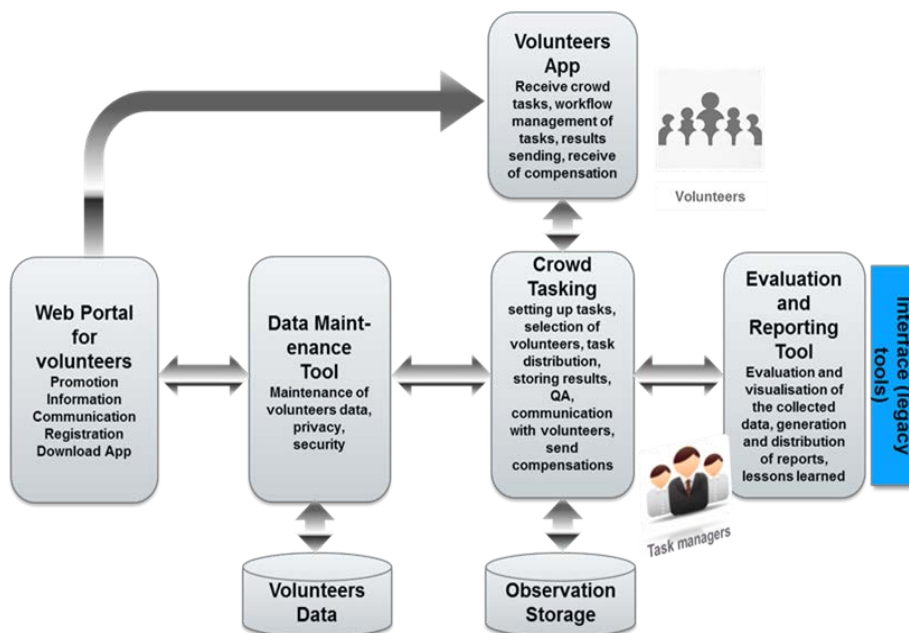 Volunteers
App
Receive crowd
tasks, workflow
management of
tasks, results
sending, receive
of compensation
Volunteers
Web Portal
for
volunteers
Promotion
Information
Communication
Registration
Download App
Data Maint-
enance
Tool
Maintenance of
volunteers data,
privacy,
security
Crowd
Tasking
setting up tasks,
selection of
volunteers, task
distribution,
storing results,
QA,
communication
with volunteers,
send
compensations
Evaluation
and
Reporting
Tool
Evaluation and
visualisation of
the collected
data, generation
and distribution
of reports,
lessons learned
Interface (legacy
tools)
Task managers
Volunteers
Data
Observation
Storage